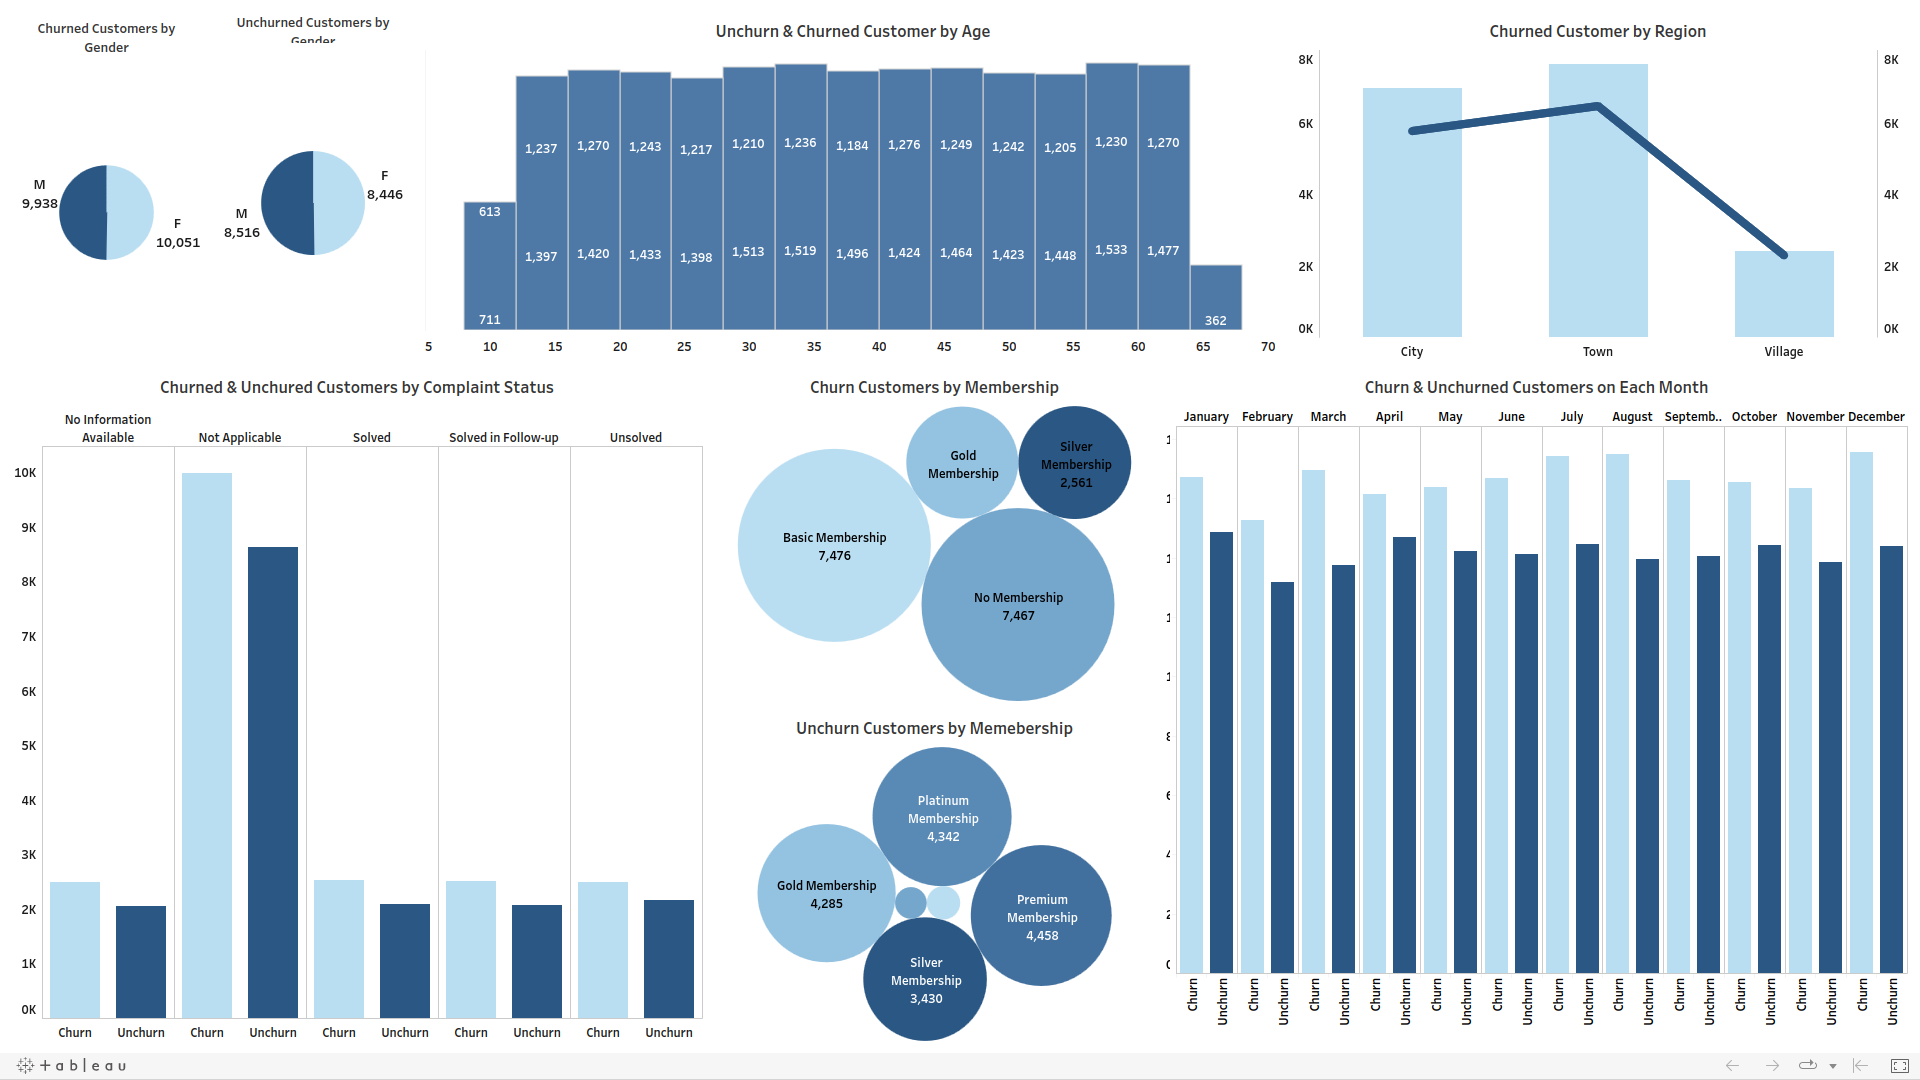 Churned Customers by
Gender
M
9,938
F
10,051
Unchurned Customers by
Gender
F
8,446
M
8,516
Unchurn & Churned Customer by Age
613
1,237
1,270
1,243
1,217
1,210
1,236
1,184
1,276
1,249
1,242
1,205
1,230
1,270
711
1,397
1,420
1,433
1,398
1,513
1,519
1,496
1,424
1,464
1,423
1,448
1,533
1,477
362
5 10 15 20 25 30 35 40 45 50 55 60 65 70
Churned Customer by Region
8K
6K
4K
2K
0K
8K
6K
4K
2K
0K
City Town Village
Churned & Unchured Customers by Complaint Status
No Information
Available
Not Applicable
Solved
Solved in Follow-up
Unsolved
10K
9K
8K
7K
6K
5K
4K
3K
2K
1K
0K
Churn Unchurn Churn Unchurn Churn Unchurn Churn Unchurn Churn Unchurn
Churn Customers by Membership
Gold
Membership
Silver
Membership
2,561
Basic Membership
7,476
No Membership
7,467
Unchurn Customers by Memebership
Platinum
Membership
4,342
Gold Membership
4,285
Premium
Membership
4,458
Silver
Membership
3,430
Churn & Unchurned Customers on Each Month
January February March April May June July August Septemb.. October November December
Churn Unchurn Churn Unchurn Churn Unchurn Churn Unchurn Churn Unchurn Churn Unchurn Churn Unchurn Churn Unchurn Churn Unchurn Churn Unchurn Churn Unchurn Churn Unchurn
+ableau